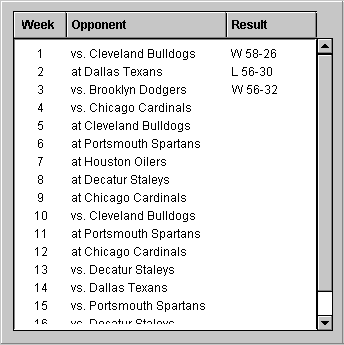 Week Opponent Result
1 vs. Cleveland Bulldogs W 58-26
2 at Dallas Texans L 56-30
3 vs. Brooklyn Dodgers W 56-32
4 vs. Chicago Cardinals
5 at Cleveland Bulldogs
6 at Portsmouth Spartans
7 at Houston Oilers
8 at Decatur Staleys
9 at Chicago Cardinals
10 vs. Cleveland Bulldogs
11 at Portsmouth Spartans
12 at Chicago Cardinals
13 vs. Decatur Staleys
14 vs. Dallas Texans
15 vs. Portsmouth Spartans
16 vs. Decatur Staleys